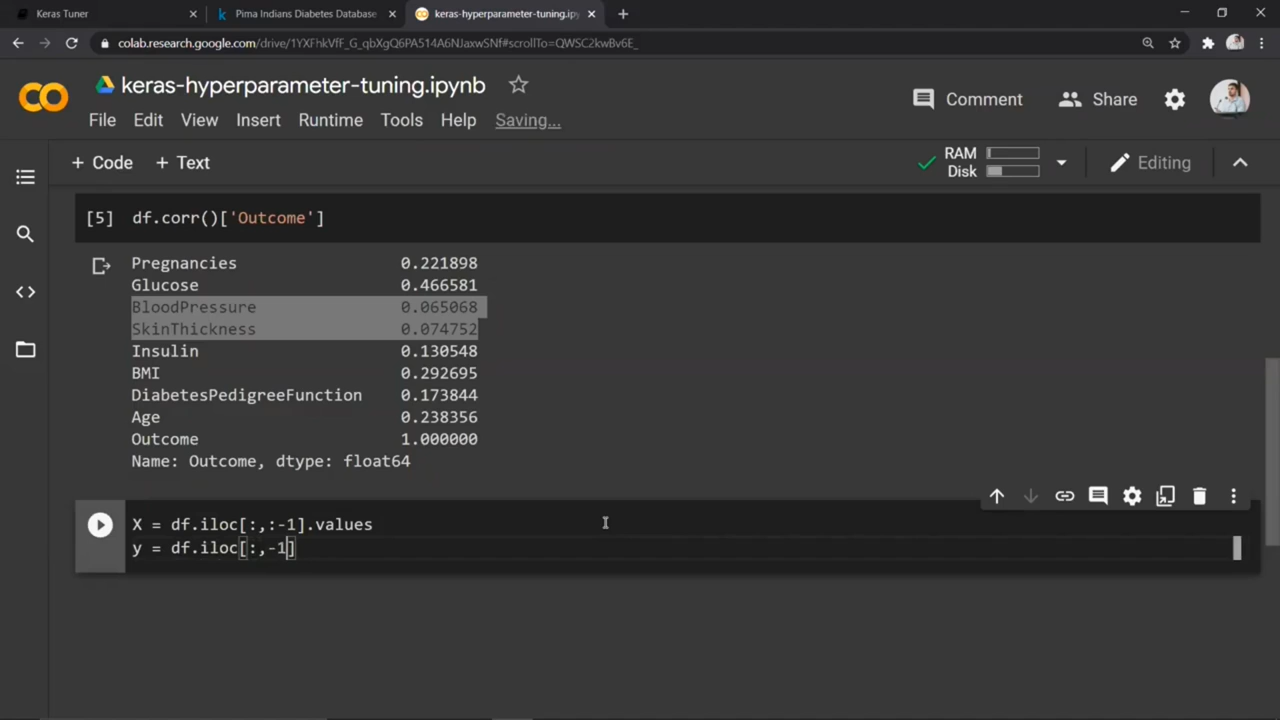 Keras Tuner
Pima Indians Diabetes Database
keras-hyperparameter-tuning.ipyn
colab.research.google.com/drive/1YXFhkVfF_G_qbXgQ6PA514A6NJaxwSNf#scrollTo=QWSC2kwBv6E_
keras-hyperparameter-tuning.ipynb
Comment
Share
File Edit View Insert Runtime Tools Help Saving...
+ Code + Text
RAM
Disk
Editing
[5] df.corr()['Outcome']
Pregnancies 0.221898
Glucose 0.466581
BloodPressure 0.065068
SkinThickness 0.074752
Insulin 0.130548
BMI 0.292695
DiabetesPedigreeFunction 0.173844
Age 0.238356
Outcome 1.000000
Name: Outcome, dtype: float64
X = df.iloc[:,:-1].values
y = df.iloc[:,-1]